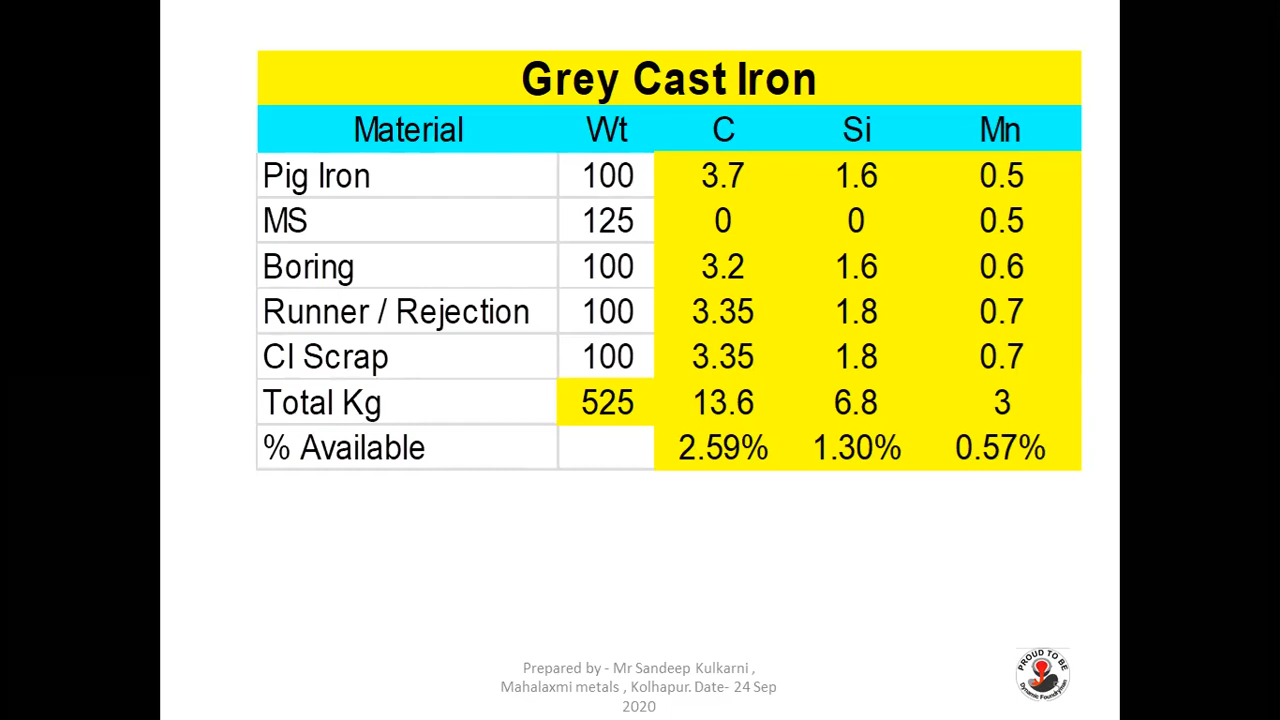 Grey Cast Iron
Material Wt C Si Mn
Pig Iron 100 3.7 1.6 0.5
MS 125 0 0 0.5
Boring 100 3.2 1.6 0.6
Runner / Rejection 100 3.35 1.8 0.7
CI Scrap 100 3.35 1.8 0.7
Total Kg 525 13.6 6.8 3
% Available 2.59% 1.30% 0.57%
Prepared by - Mr Sandeep Kulkarni ,
Mahalaxmi metals , Kolhapur. Date- 24 Sep
2020
PROUD TO BE
Dynamic Foundryman